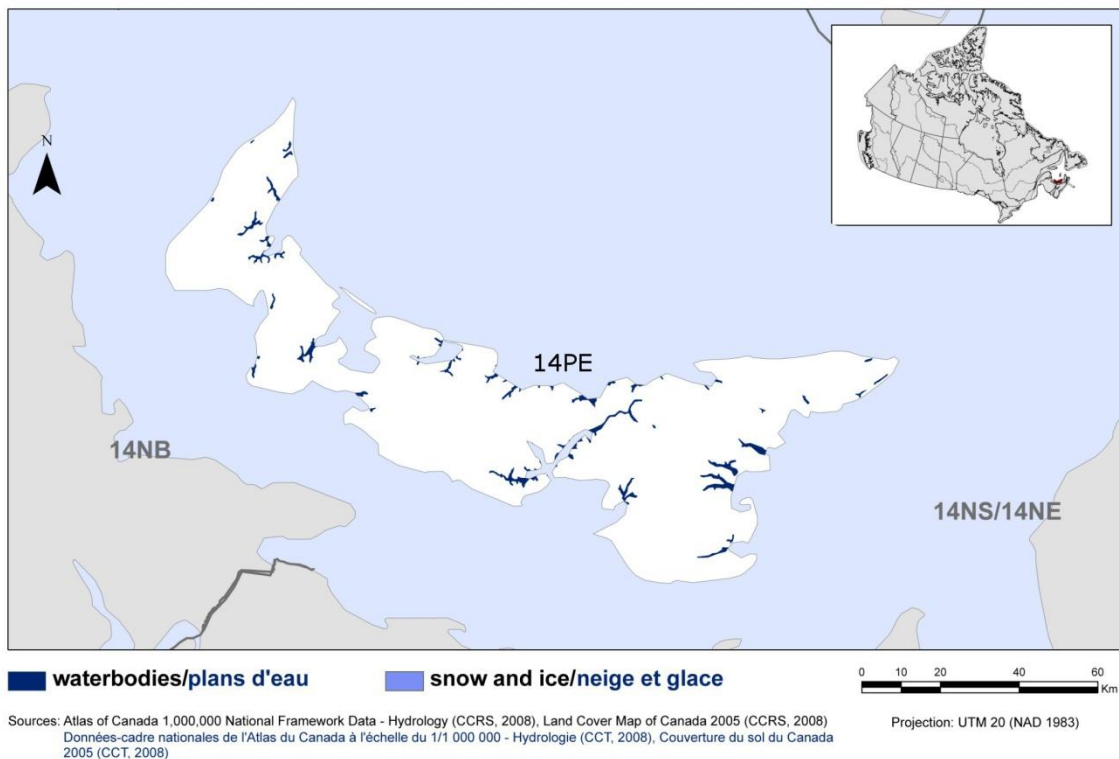 N
14PE
14NB
14NS/14NE
waterbodies/plans d'eau
snow and ice/neige et glace
0 10 20 40 60
Km
Sources: Atlas of Canada 1,000,000 National Framework Data - Hydrology (CCRS, 2008), Land Cover Map of Canada 2005 (CCRS, 2008)
Données-cadre nationales de l'Atlas du Canada à l'échelle du 1/1 000 000 - Hydrologie (CCT, 2008), Couverture du sol du Canada
2005 (CCT, 2008)
Projection: UTM 20 (NAD 1983)